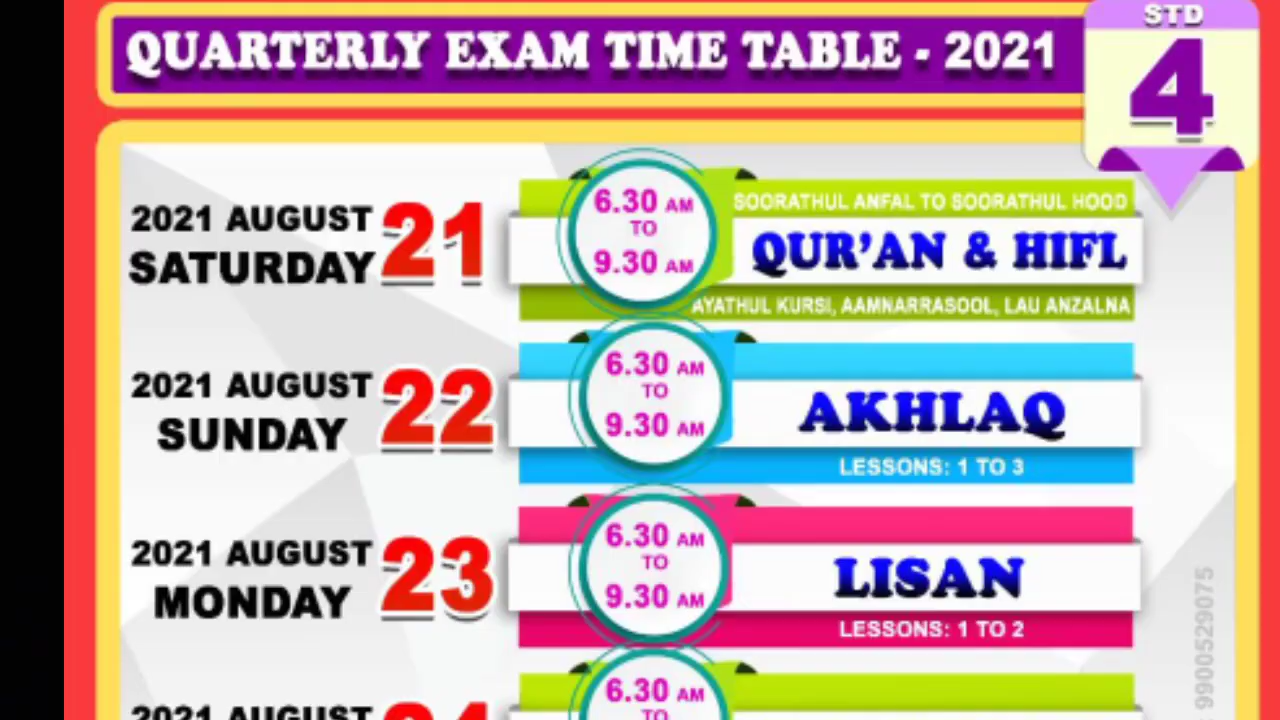 QUARTERLY EXAM TIME TABLE - 2021
STD
4
2021 AUGUST
SATURDAY
21
6.30 AM
TO
9.30 AM
SOORATHUL ANFAL TO SOORATHUL HOOD
QUR'AN & HIFL
AYATHUL KURSI, AAMNARRASOOL, LAU ANZALNA
2021 AUGUST
SUNDAY
22
6.30 AM
TO
9.30 AM
AKHLAQ
LESSONS: 1 TO 3
2021 AUGUST
MONDAY
23
6.30 AM
TO
9.30 AM
LISAN
LESSONS: 1 TO 2
2021 AUGUST
6.30 AM
TO
9900529075